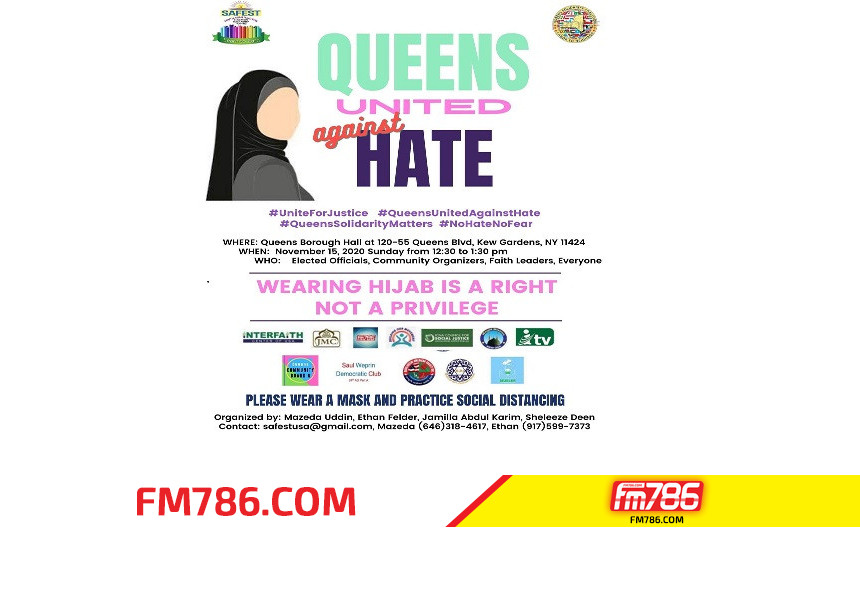 SAFEST
QUEENS
UNITED
against
HATE
#UniteForJustice #QueensUnitedAgainstHate
#QueensSolidarityMatters #NoHateNoFear
WHERE: Queens Borough Hall at 120-55 Queens Blvd, Kew Gardens, NY 11424
WHEN: November 15, 2020 Sunday from 12:30 to 1:30 pm
WHO: Elected Officials, Community Organizers, Faith Leaders, Everyone
WEARING HIJAB IS A RIGHT
NOT A PRIVILEGE
INTERFAITH
JMC
SOCIAL JUSTICE
itv
COMMUNITY
Saul Weprin
Democratic Club
PLEASE WEAR A MASK AND PRACTICE SOCIAL DISTANCING
Organized by: Mazeda Uddin, Ethan Felder, Jamilla Abdul Karim, Sheleeze Deen
Contact: safestusa@gmail.com, Mazeda (646)318-4617, Ethan (917)599-7373
FM786.COM
fm786
FM786.COM